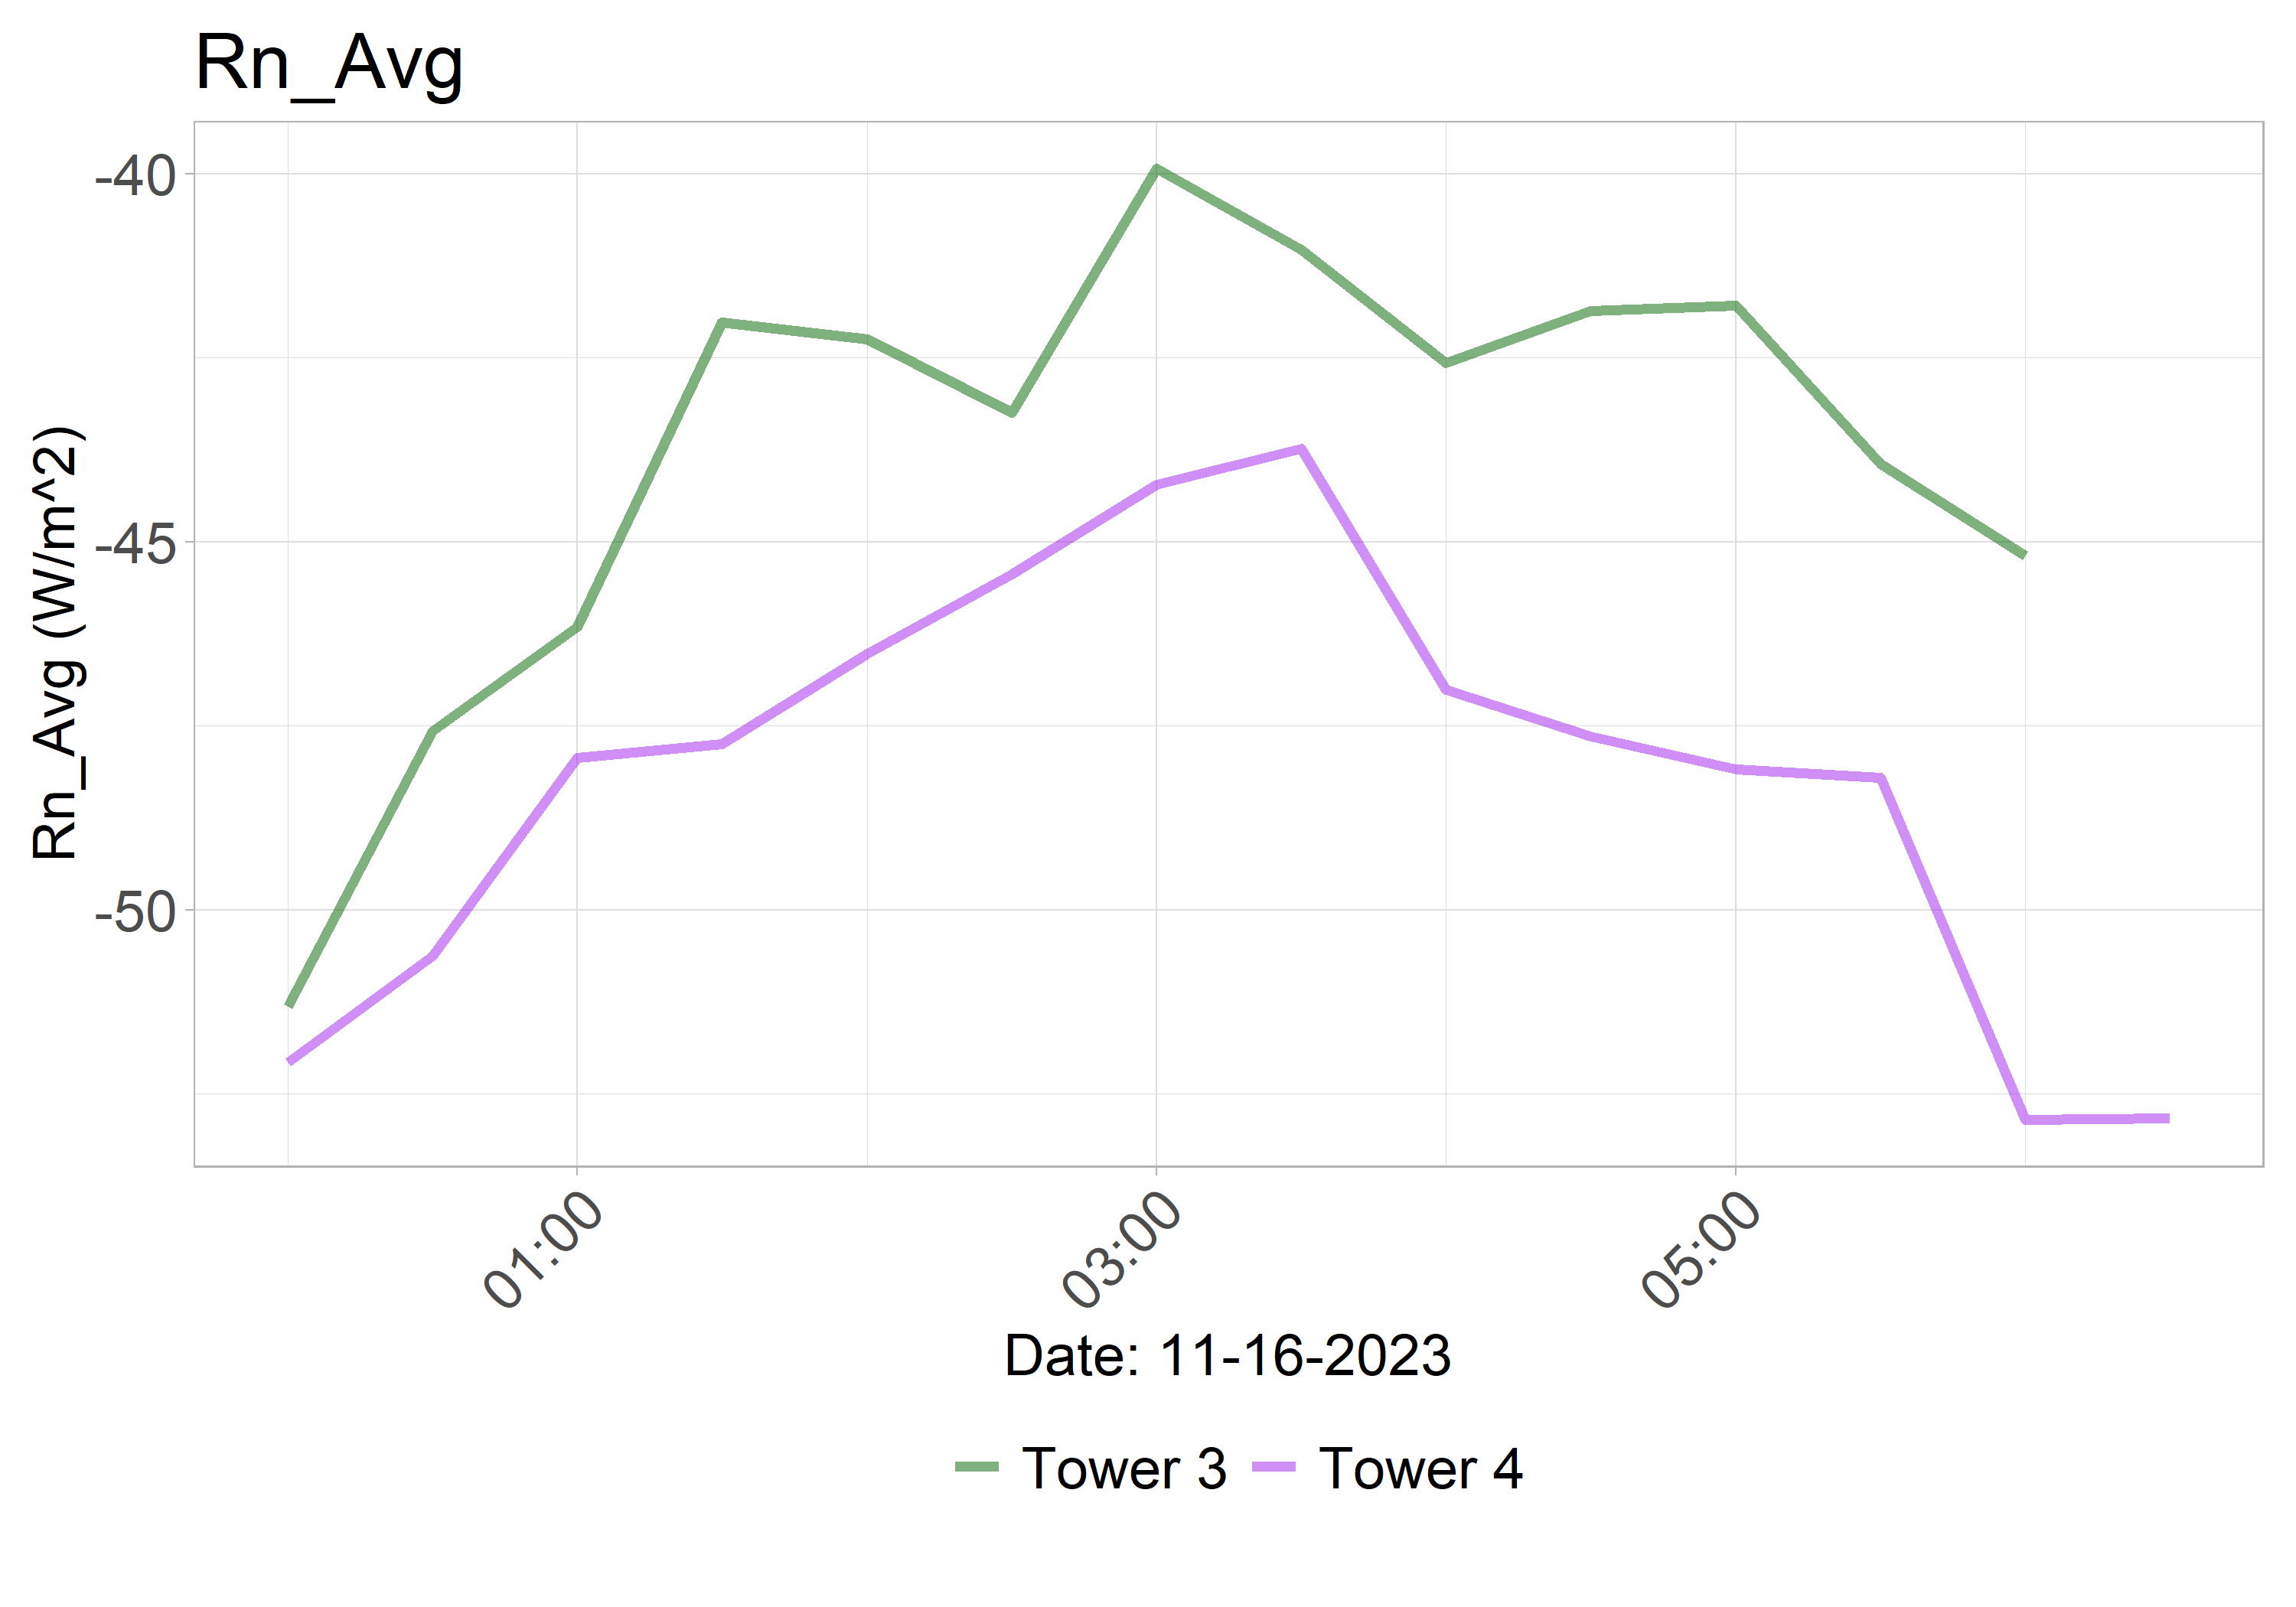 Rn_Avg
Rn_Avg (W/m^2)
-40
-45
-50
01:00
03:00
05:00
Date: 11-16-2023
Tower 3
Tower 4